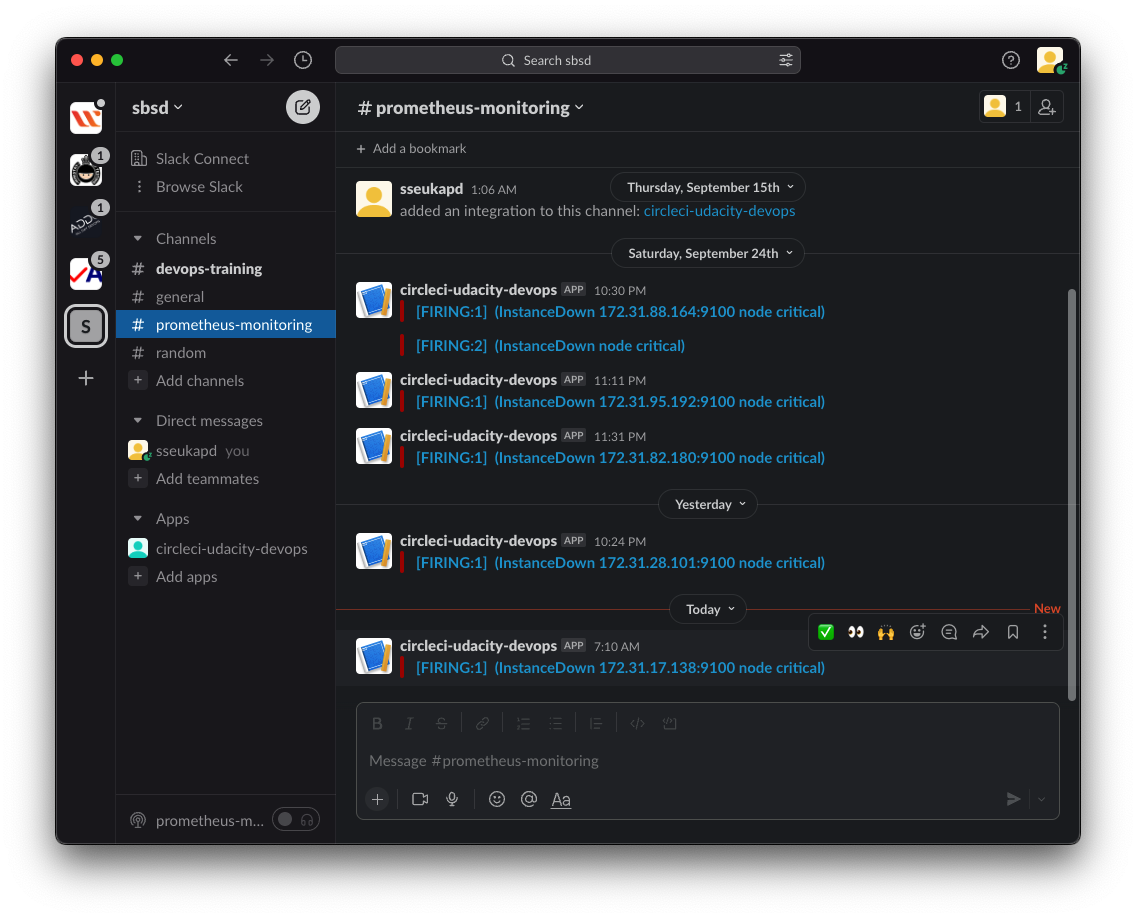 Search sbsd
sbsd
# prometheus-monitoring
1
+ Add a bookmark
1
1
5
S
Slack Connect
Browse Slack
Channels
# devops-training
# general
# prometheus-monitoring
# random
+ Add channels
Direct messages
sseukapd you
+ Add teammates
Apps
circleci-udacity-devops
+ Add apps
prometheus-m...
sseukapd 1:06 AM
Thursday, September 15th
added an integration to this channel: circleci-udacity-devops
Saturday, September 24th
circleci-udacity-devops APP 10:30 PM
[FIRING:1] (InstanceDown 172.31.88.164:9100 node critical)
[FIRING:2] (InstanceDown node critical)
circleci-udacity-devops APP 11:11 PM
[FIRING:1] (InstanceDown 172.31.95.192:9100 node critical)
circleci-udacity-devops APP 11:31 PM
[FIRING:1] (InstanceDown 172.31.82.180:9100 node critical)
Yesterday
circleci-udacity-devops APP 10:24 PM
[FIRING:1] (InstanceDown 172.31.28.101:9100 node critical)
Today
New
circleci-udacity-devops APP 7:10 AM
[FIRING:1] (InstanceDown 172.31.17.138:9100 node critical)
B I S
Message #prometheus-monitoring
Aa